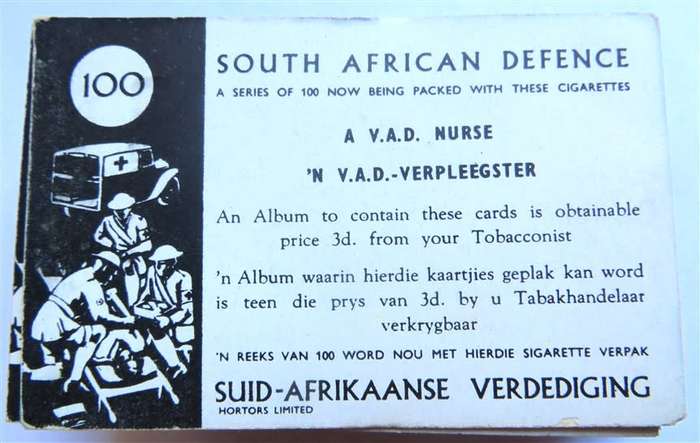 100
SOUTH AFRICAN DEFENCE
A SERIES OF 100 NOW BEING PACKED WITH THESE CIGARETTES
A V.A.D. NURSE
'N V.A.D.-VERPLEEGSTER
An Album to contain these cards is obtainable
price 3d. from your Tobacconist
'n Album waarin hierdie kaartjies geplak kan word
is teen die prys van 3d. by u Tabakhandelaar
verkrygbaar
'N REEKS VAN 100 WORD NOU MET HIERDIE SIGARETTE VERPAK
SUID-AFRIKAANSE VERDEDIGING
HORTORS LIMITED